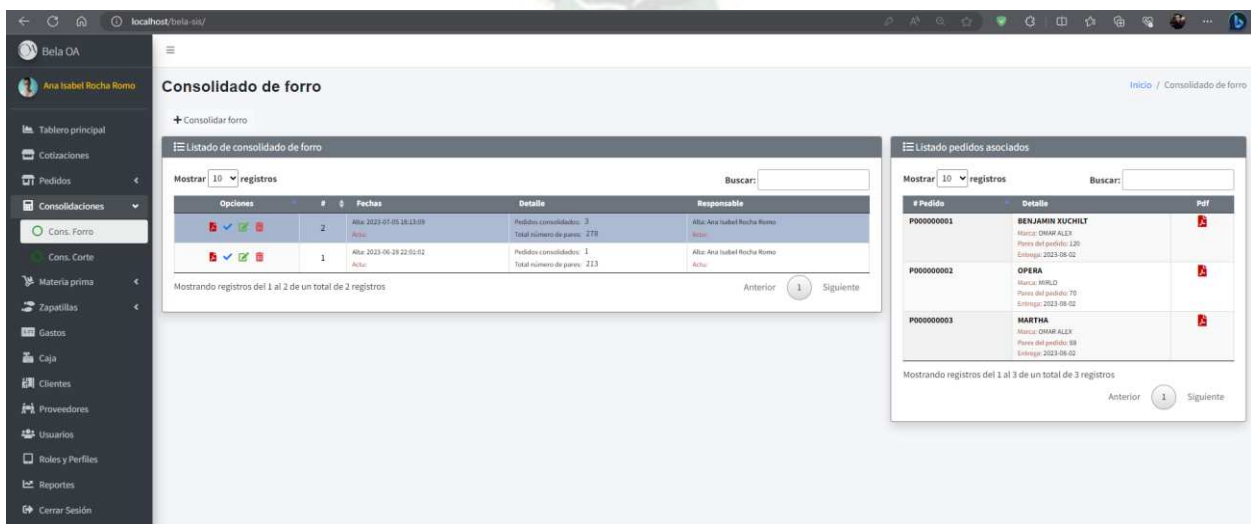 localhost/bela-sis/
Bela OA
Ana Isabel Rocha Romo
Tablero principal
Cotizaciones
Pedidos
Consolidaciones
Cons. Forro
Cons. Corte
Materia prima
Zapatillas
Gastos
Caja
Clientes
Proveedores
Usuarios
Roles y Perfiles
Reportes
Cerrar Sesión
Consolidado de forro
Inicio / Consolidado de forro
Consolidar forro
Listado de consolidado de forro
Mostrar 10 registros
Buscar:
Opciones # Fechas Detalle Responsable
2 Alta: 2023-07-05 16:13:09 Pedidos consolidados: 3 Alta: Ana Isabel Rocha Romo
Actu: Total número de pares: 278 Actu:
1 Alta: 2023-06-28 22:01:02 Pedidos consolidados: 1 Alta: Ana Isabel Rocha Romo
Actu: Total número de pares: 213 Actu:
Mostrando registros del 1 al 2 de un total de 2 registros
Anterior 1 Siguiente
Listado pedidos asociados
Mostrar 10 registros
Buscar:
# Pedido Detalle Pdf
P000000001 BENJAMIN XUCHILT
Marca: OMAR ALEX
Pares del pedido: 120
Entrega: 2023-06-02
P000000002 OPERA
Marca: MIRLO
Pares del pedido: 70
Entrega: 2023-06-02
P000000003 MARTHA
Marca: OMAR ALEX
Pares del pedido: 88
Entrega: 2023-06-02
Mostrando registros del 1 al 3 de un total de 3 registros
Anterior 1 Siguiente